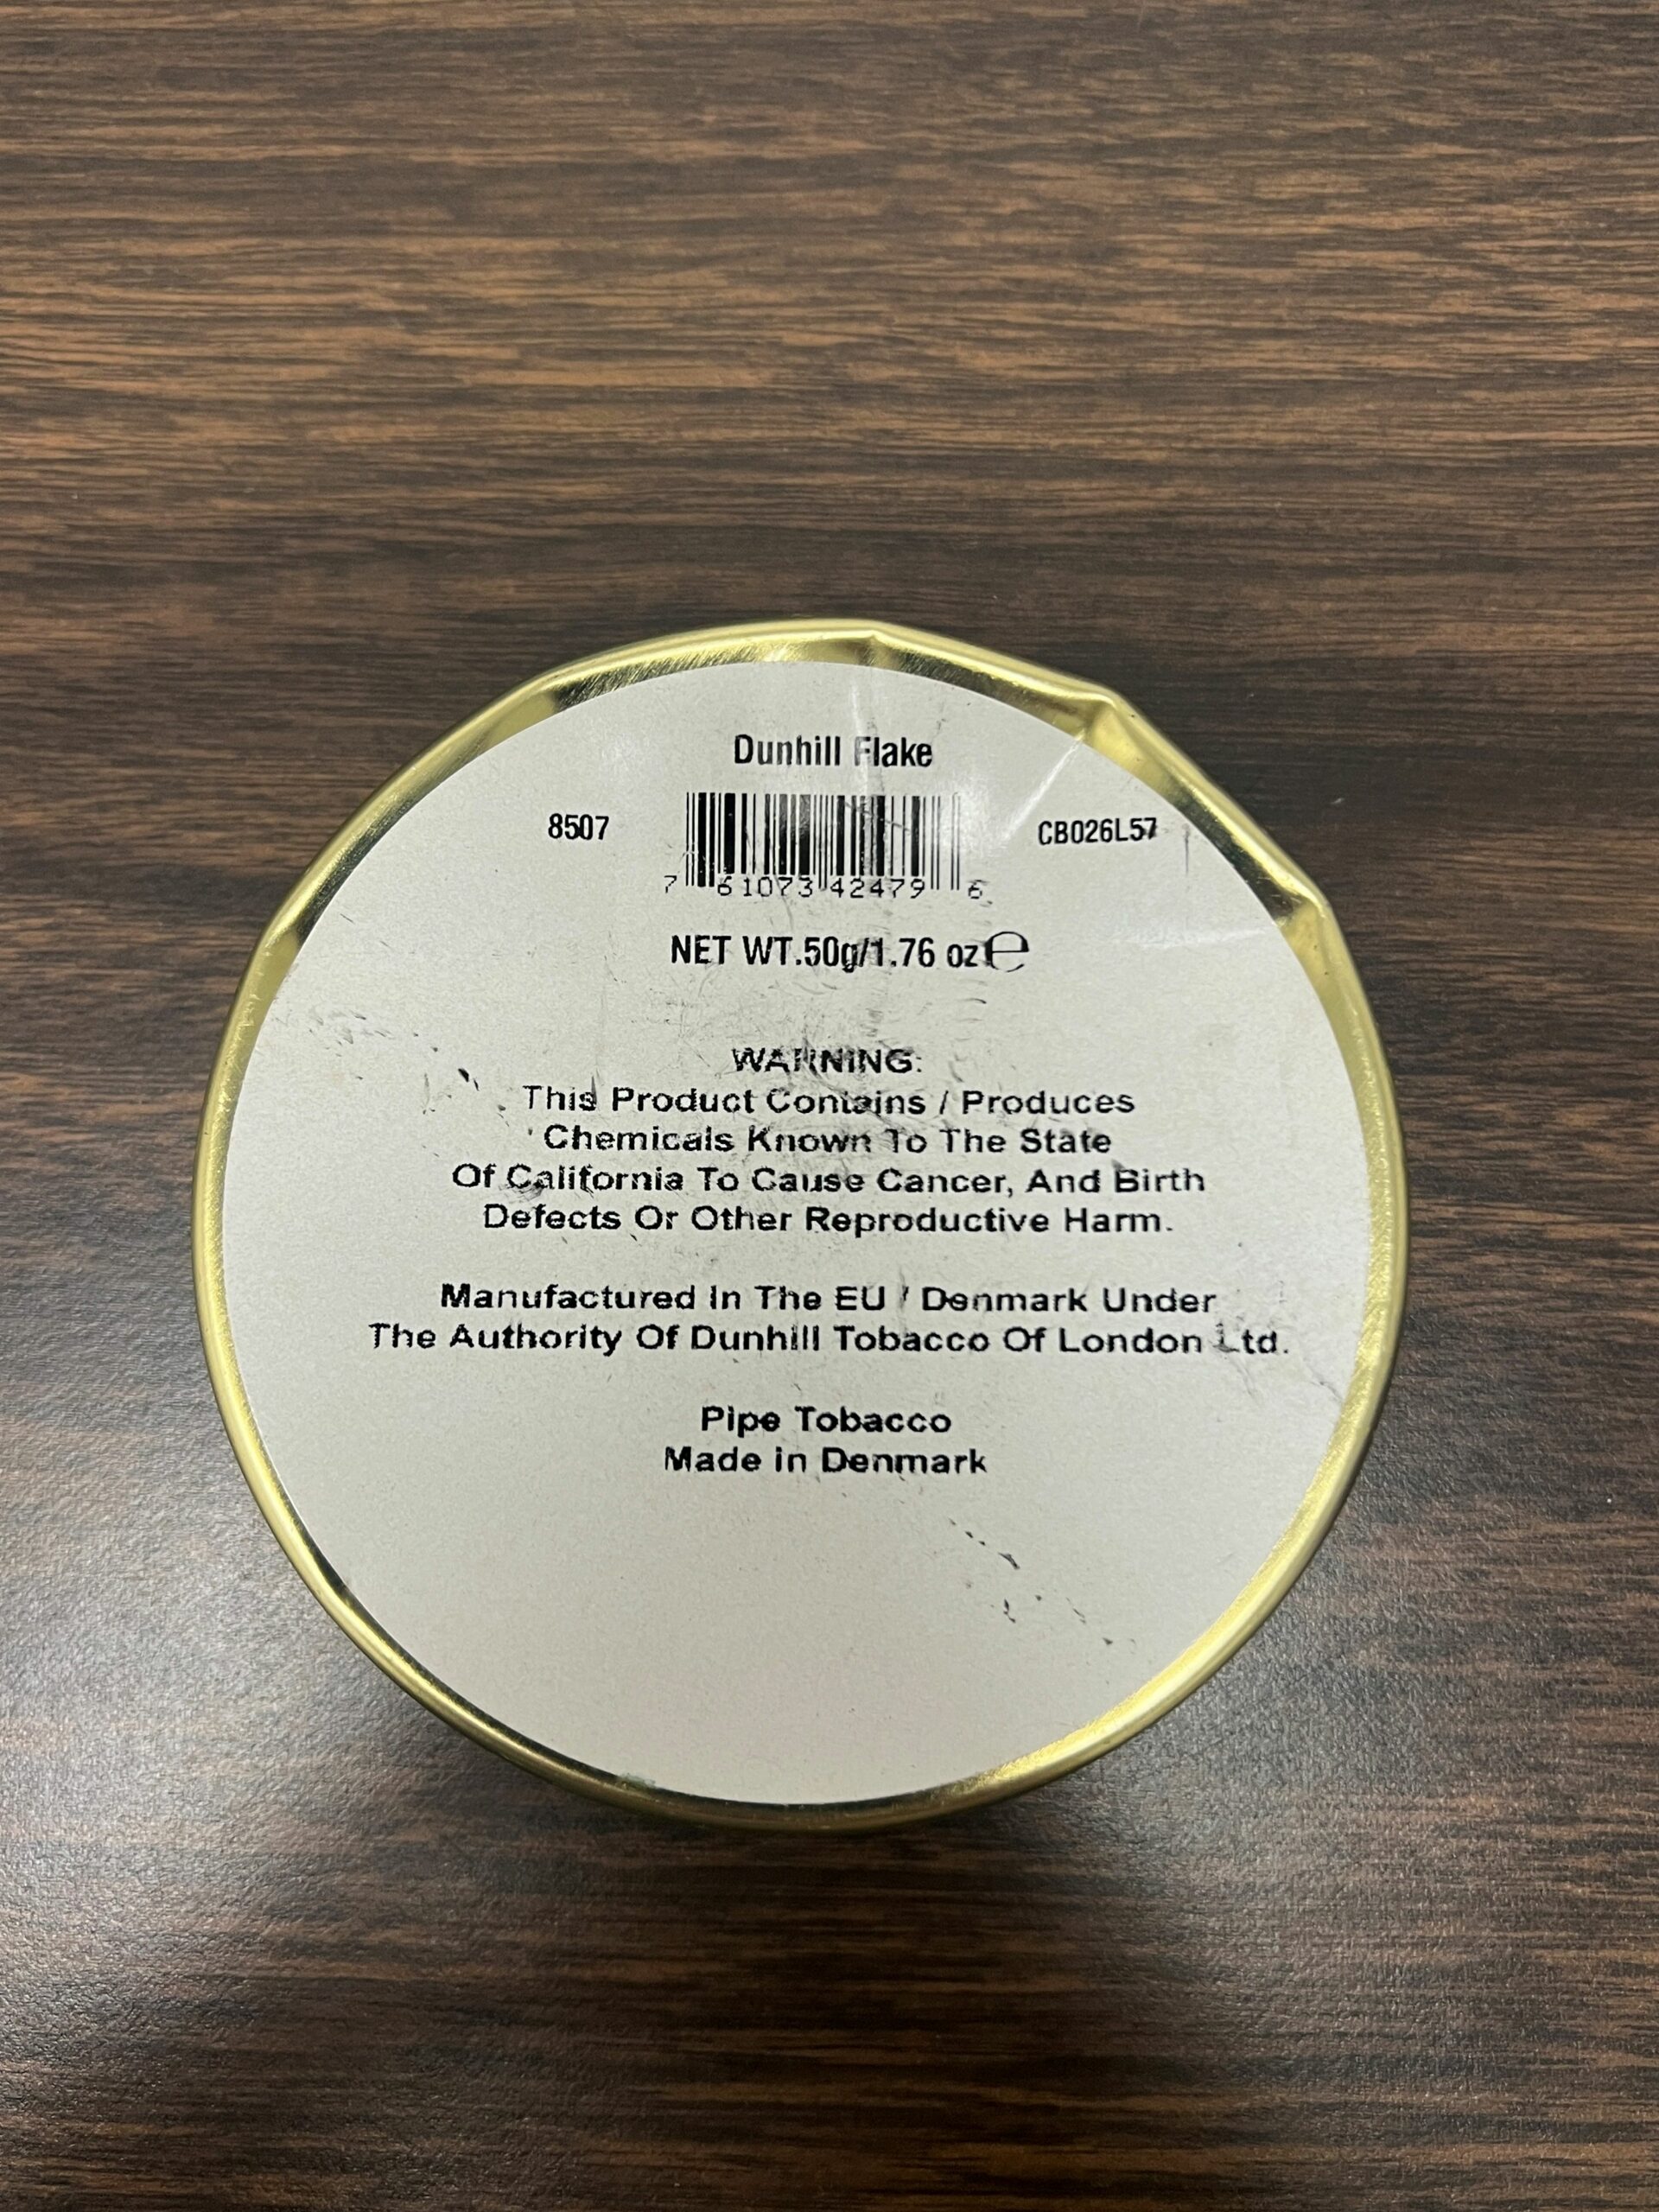 Dunhill Flake
8507
CB026L57
7 61073 42479 6
NET WT.50g/1.76 oz ℮
WARNING:
This Product Contains / Produces
Chemicals Known To The State
Of California To Cause Cancer, And Birth
Defects Or Other Reproductive Harm.
Manufactured In The EU / Denmark Under
The Authority Of Dunhill Tobacco Of London Ltd.
Pipe Tobacco
Made in Denmark